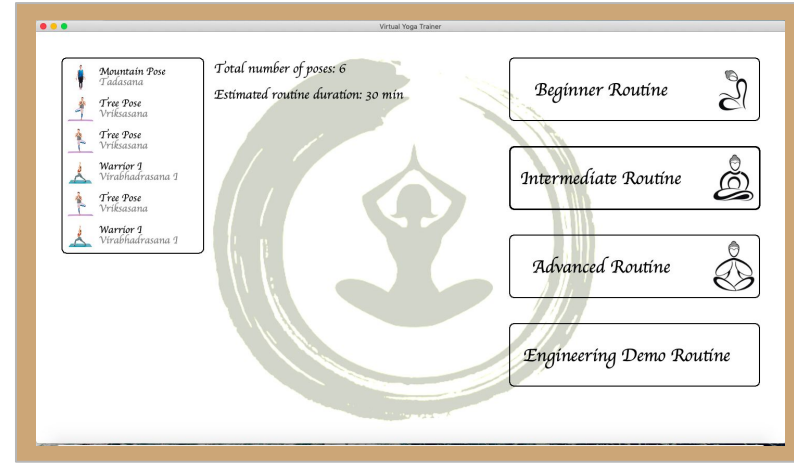 Virtual Yoga Trainer
Mountain Pose
Tadasana
Tree Pose
Vriksasana
Tree Pose
Vriksasana
Warrior I
Virabhadrasana I
Tree Pose
Vriksasana
Warrior I
Virabhadrasana I
Total number of poses: 6
Estimated routine duration: 30 min
Beginner Routine
Intermediate Routine
Advanced Routine
Engineering Demo Routine